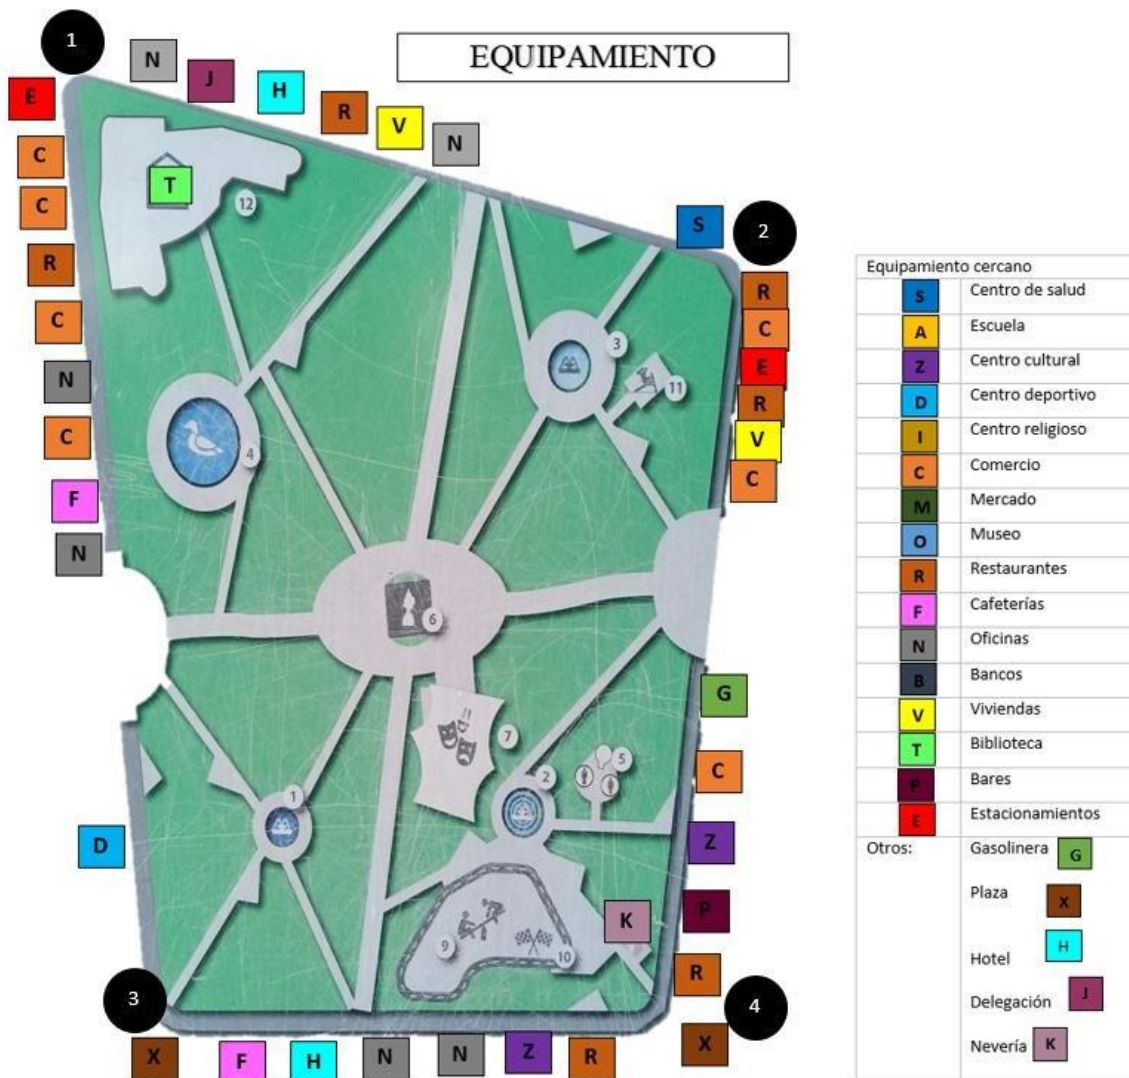 EQUIPAMIENTO
1
N
J
H
R
V
N
E
C
C
R
C
N
C
F
N
T
12
S
2
R
C
E
R
V
C
3
11
4
6
7
G
C
Z
P
R
X
5
2
1
D
K
9
10
3
4
X
F
H
N
N
Z
R
Equipamiento cercano
S Centro de salud
A Escuela
Z Centro cultural
D Centro deportivo
I Centro religioso
C Comercio
M Mercado
O Museo
R Restaurantes
F Cafeterías
N Oficinas
B Bancos
V Viviendas
T Biblioteca
P Bares
E Estacionamientos
Otros: Gasolinera G
Plaza X
Hotel H
Delegación J
Nevería K